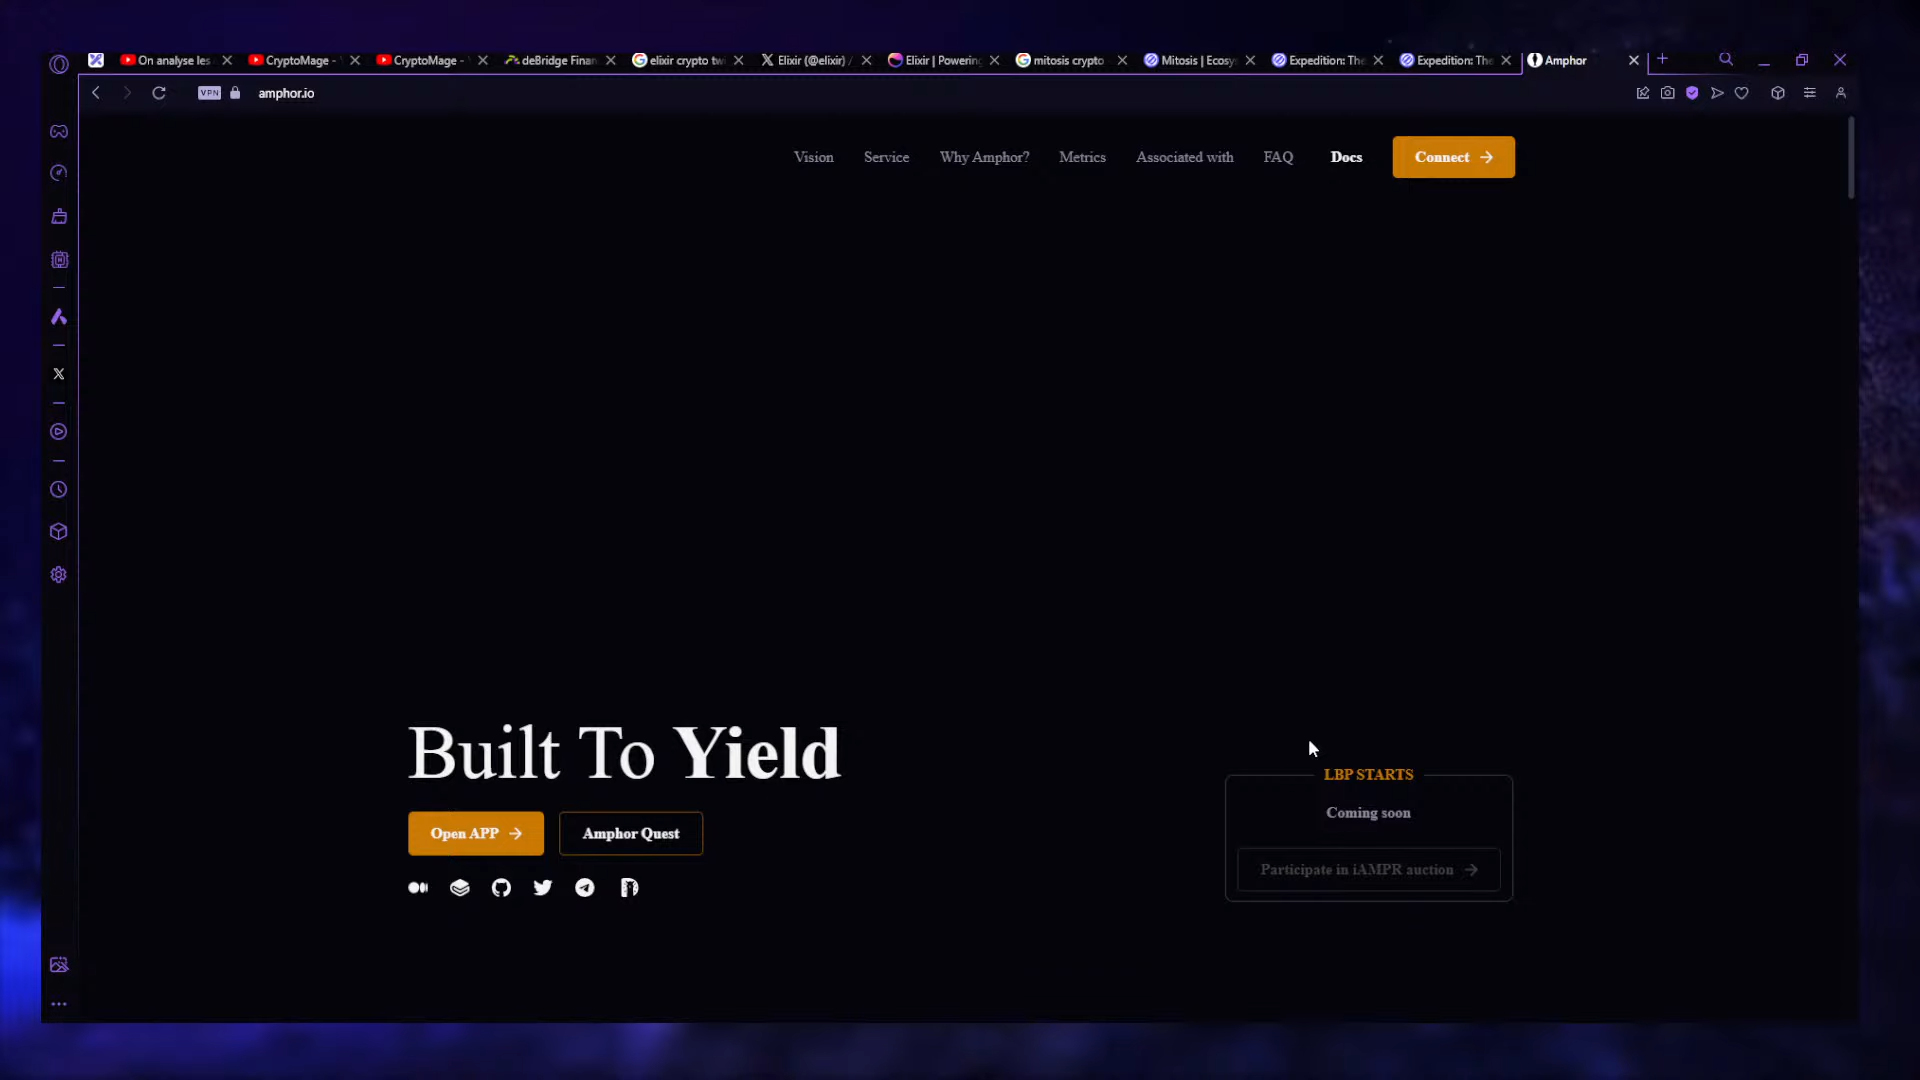 On analyse les
CryptoMage -
CryptoMage -
deBridge Finan
elixir crypto tw
Elixir (@elixir) /
Elixir | Powering
mitosis crypto
Mitosis | Ecosy
Expedition: The
Expedition: The
Amphor
VPN
amphor.io
Vision
Service
Why Amphor?
Metrics
Associated with
FAQ
Docs
Connect →
Built To Yield
Open APP →
Amphor Quest
LBP STARTS
Coming soon
Participate in iAMPR auction →